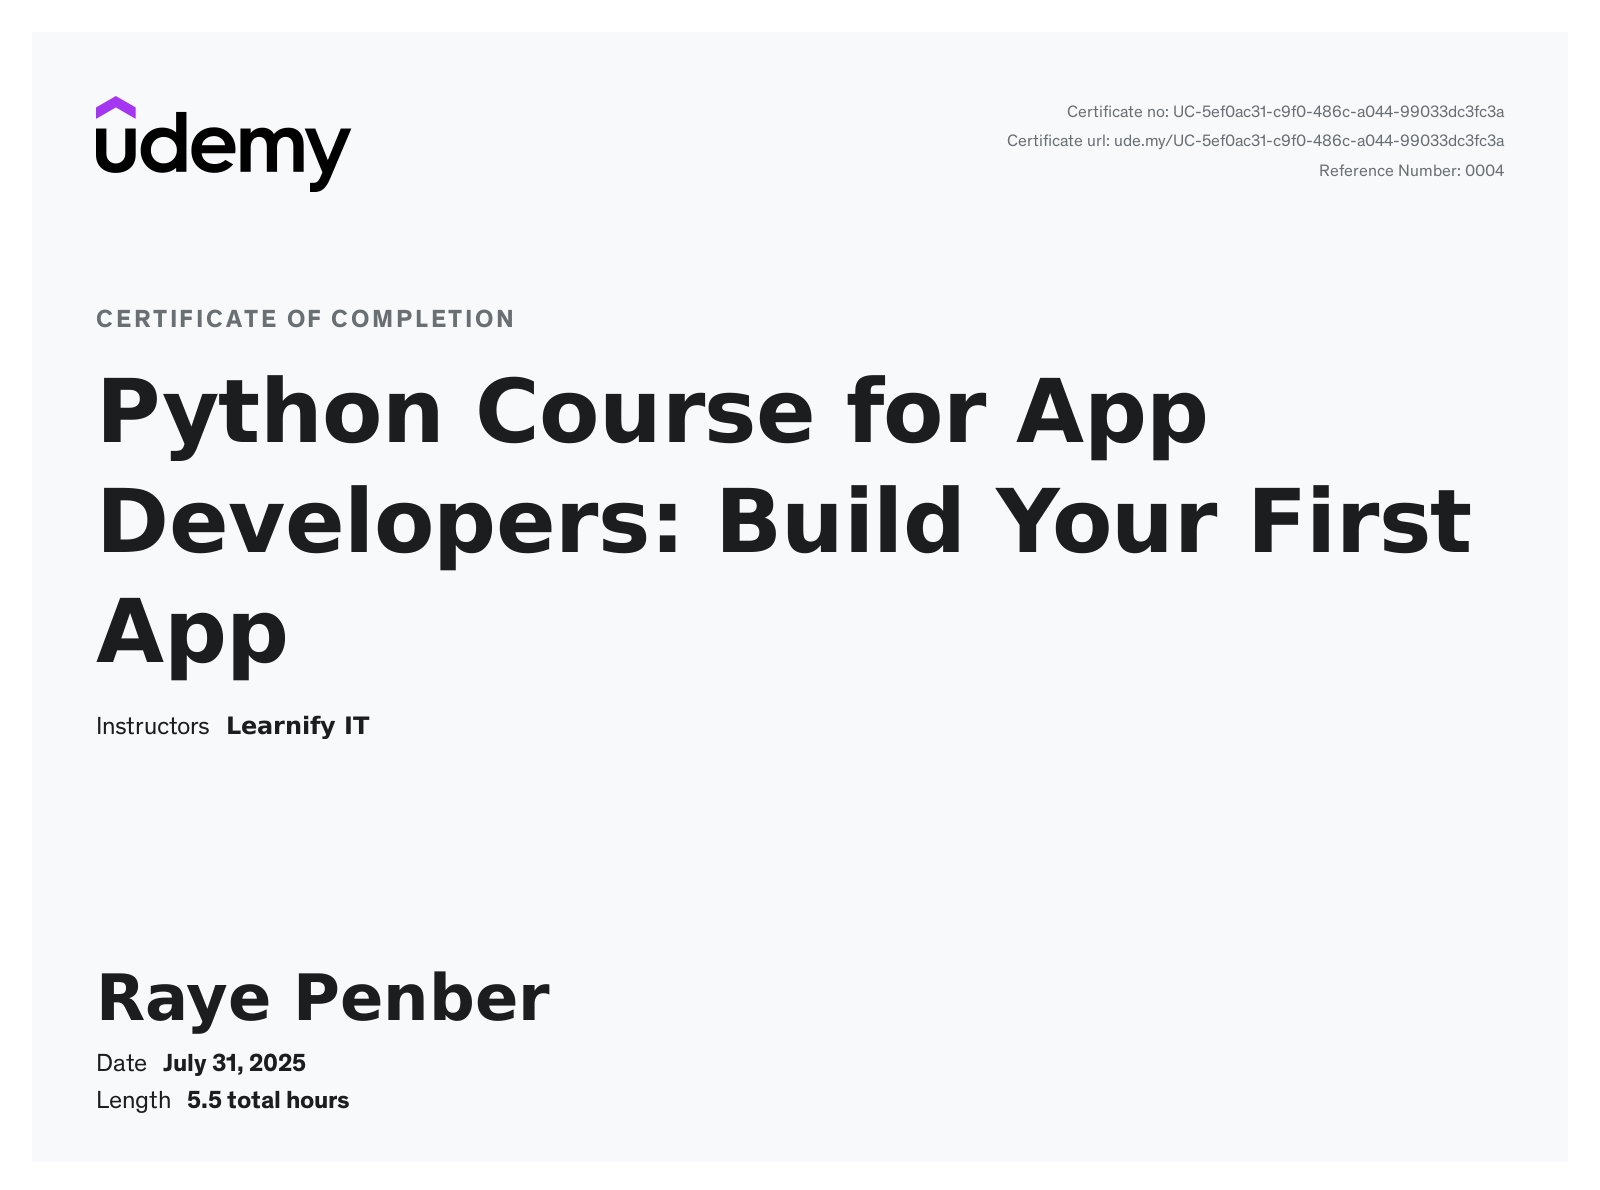 udemy
Certificate no: UC-5ef0ac31-c9f0-486c-a044-99033dc3fc3a
Certificate url: ude.my/UC-5ef0ac31-c9f0-486c-a044-99033dc3fc3a
Reference Number: 0004
CERTIFICATE OF COMPLETION
Python Course for App
Developers: Build Your First
App
Instructors Learnify IT
Raye Penber
Date July 31, 2025
Length 5.5 total hours